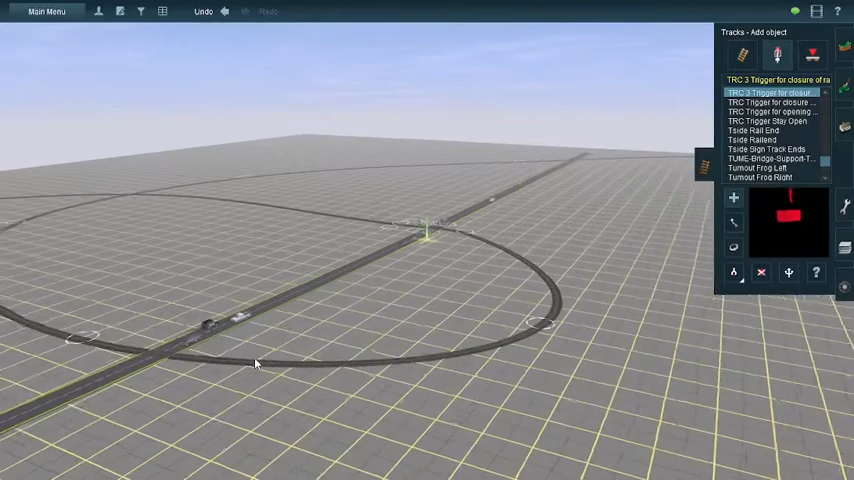 Main Menu
Undo
Redo
?
Tracks - Add object
TRC 3 Trigger for closure of ra
TRC 3 Trigger for closur...
TRC Trigger for closure ...
TRC Trigger for opening ...
TRC Trigger Stay Open
Tside Rail End
Tside Railend
Tside Sign Track Ends
TUME-Bridge-Support-T...
Turnout Frog Left
Turnout Frog Right
?